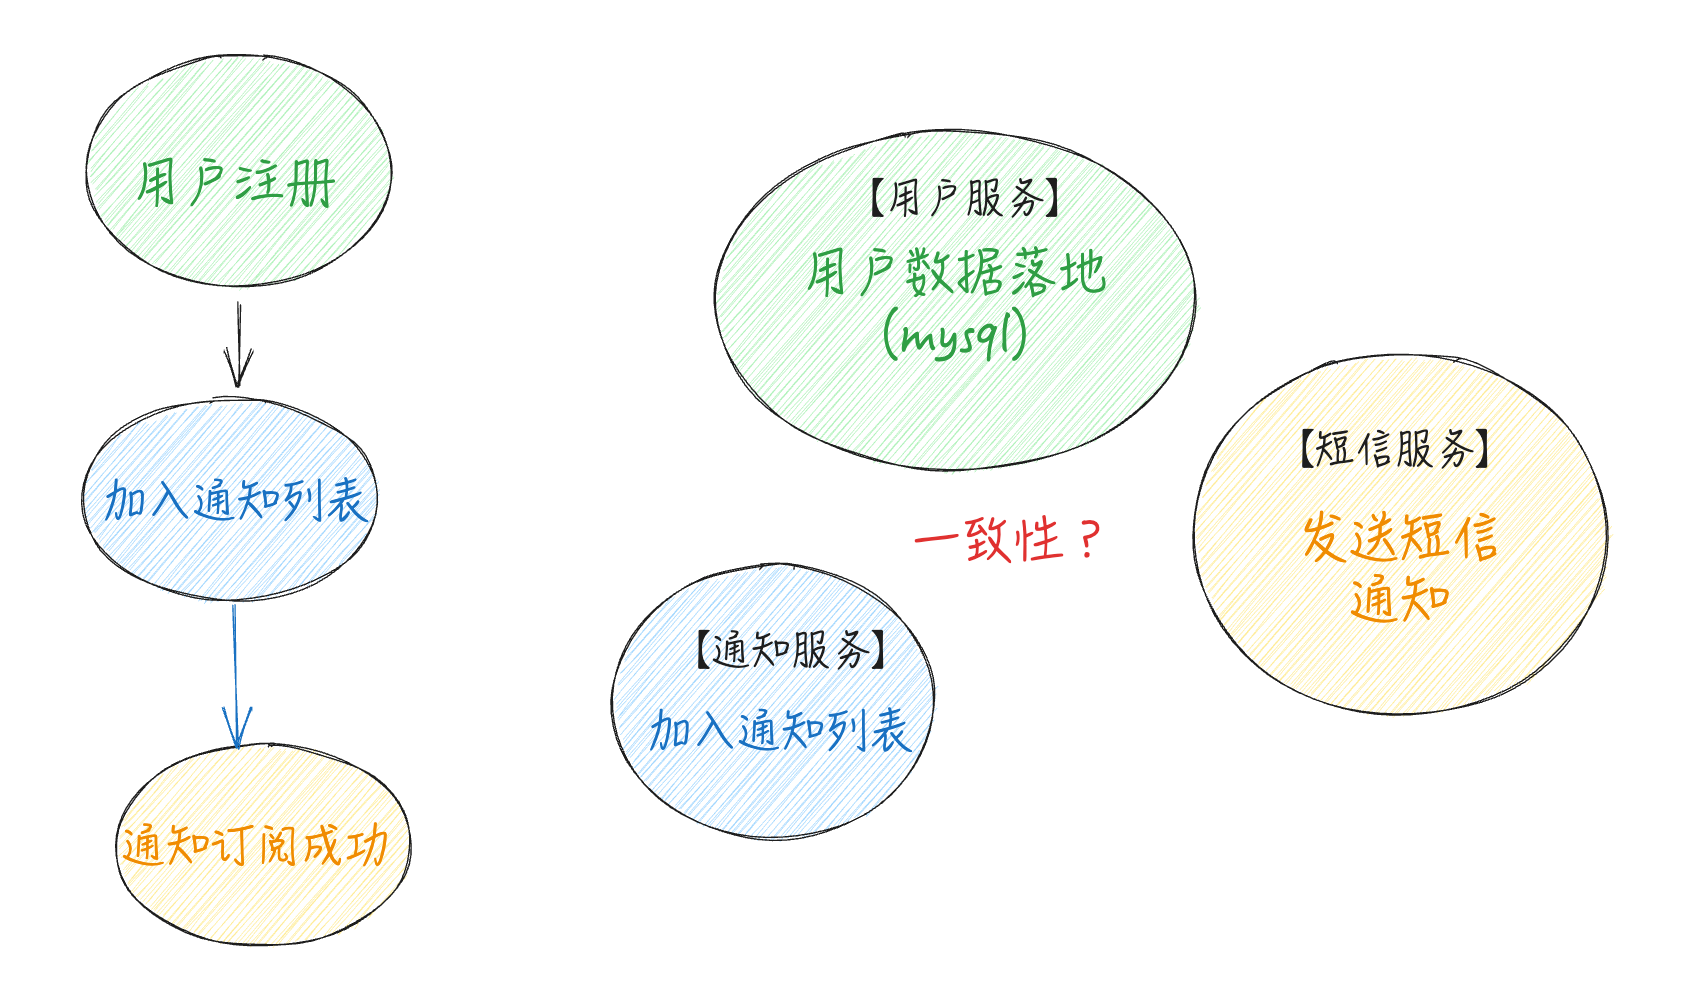 用户注册
加入通知列表
通知订阅成功
【用户服务】
用户数据落地
(mysql)
【短信服务】
发送短信
通知
一致性？
【通知服务】
加入通知列表